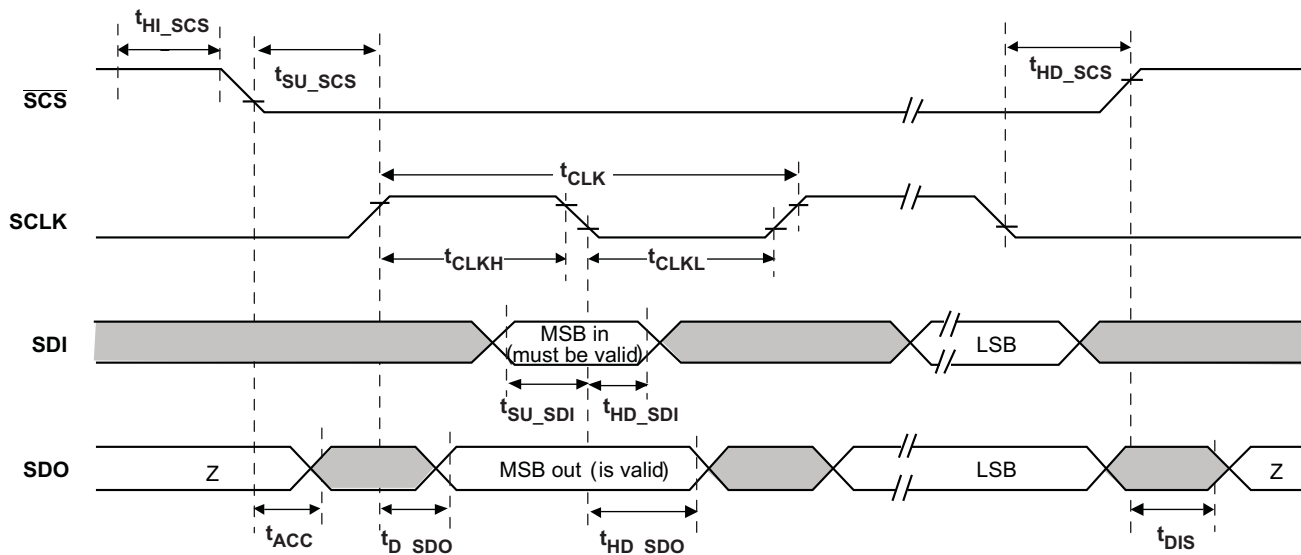 tHI_SCS
tSU_SCS
tHD_SCS
SCS
tCLK
SCLK
tCLKH
tCLKL
SDI
MSB in
(must be valid)
LSB
tSU_SDI
tHD_SDI
SDO
Z
MSB out (is valid)
LSB
Z
tACC
tD_SDO
tHD_SDO
tDIS